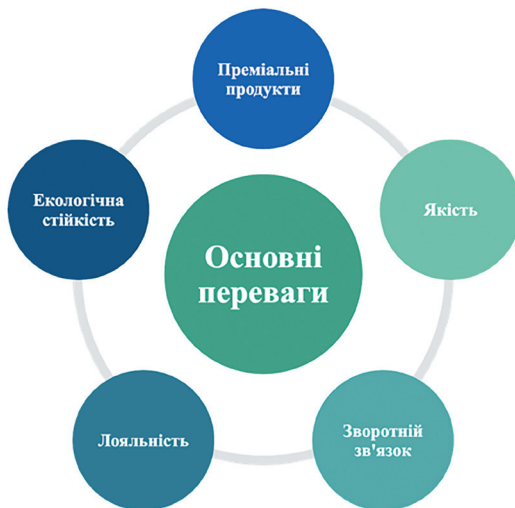 Преміальні
продукти
Екологічна
стійкість
Якість
Основні
переваги
Лояльність
Зворотній
зв'язок